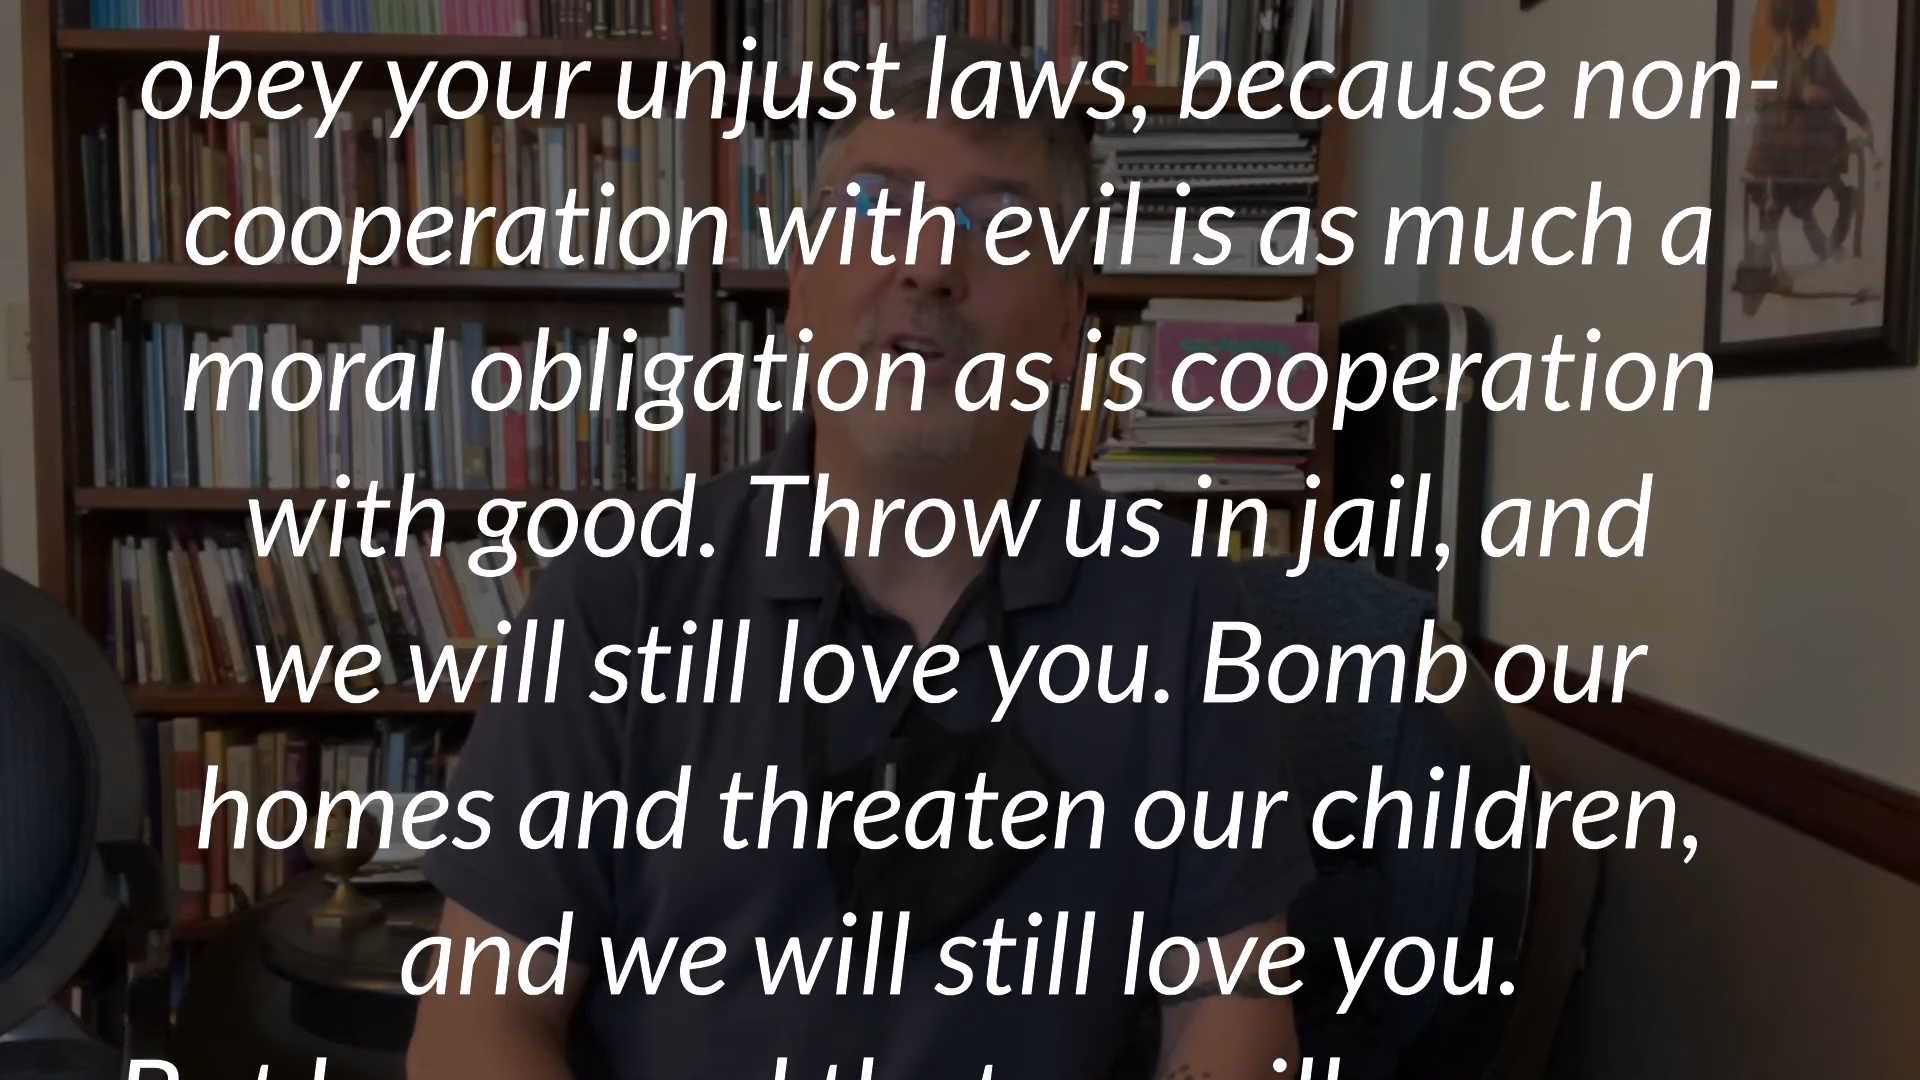 obey your unjust laws, because non-
cooperation with evil is as much a
moral obligation as is cooperation
with good. Throw us in jail, and
we will still love you. Bomb our
homes and threaten our children,
and we will still love you.